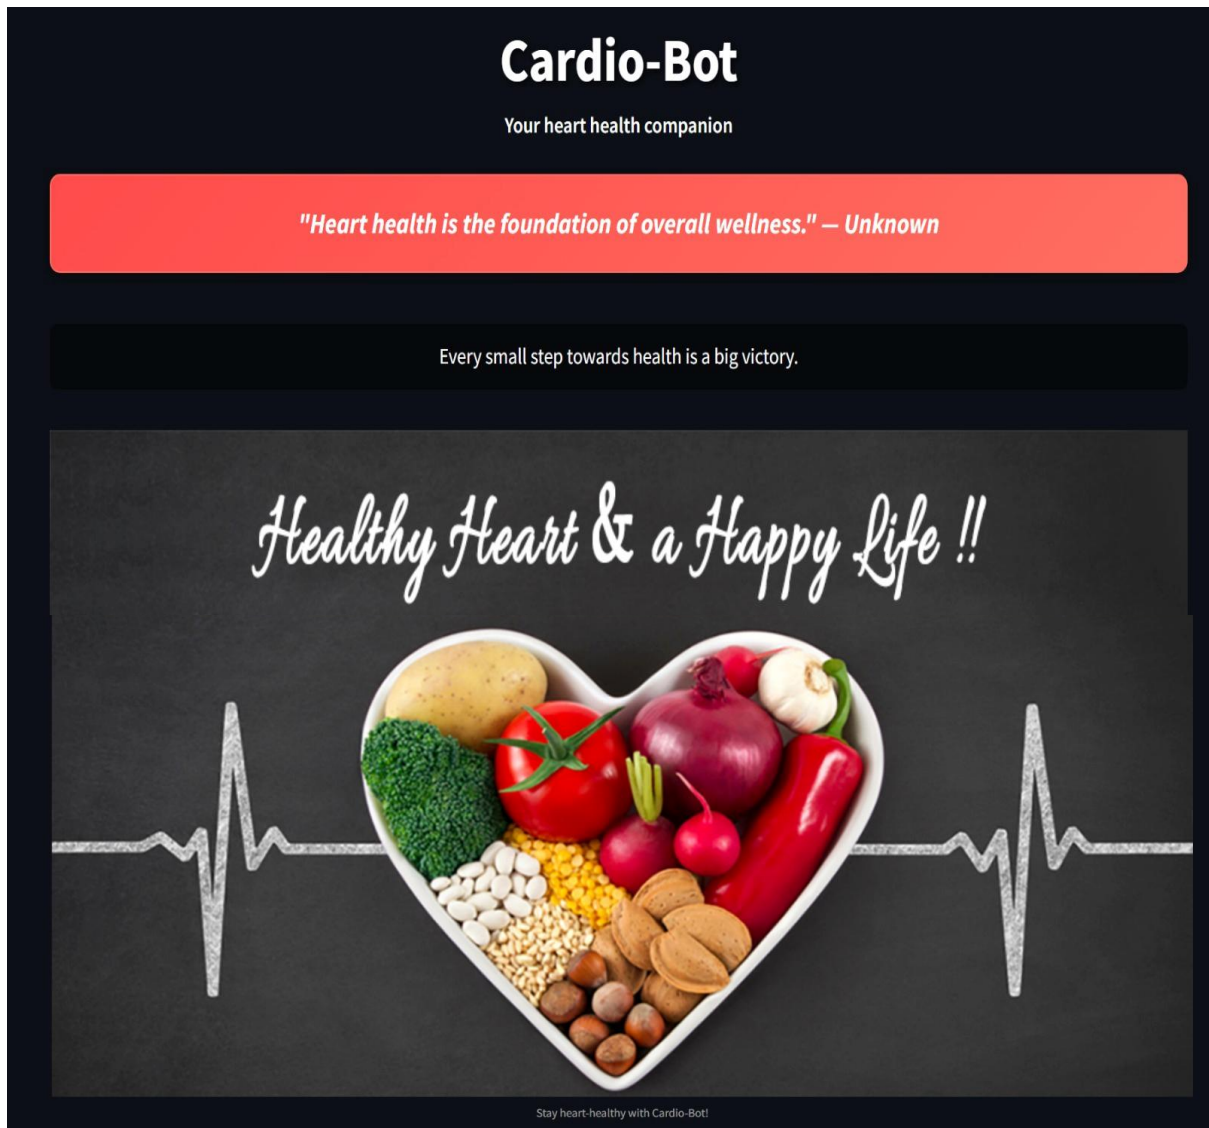 Cardio-Bot
Your heart health companion
"Heart health is the foundation of overall wellness." — Unknown
Every small step towards health is a big victory.
Healthy Heart & a Happy Life !!
Stay heart-healthy with Cardio-Bot!